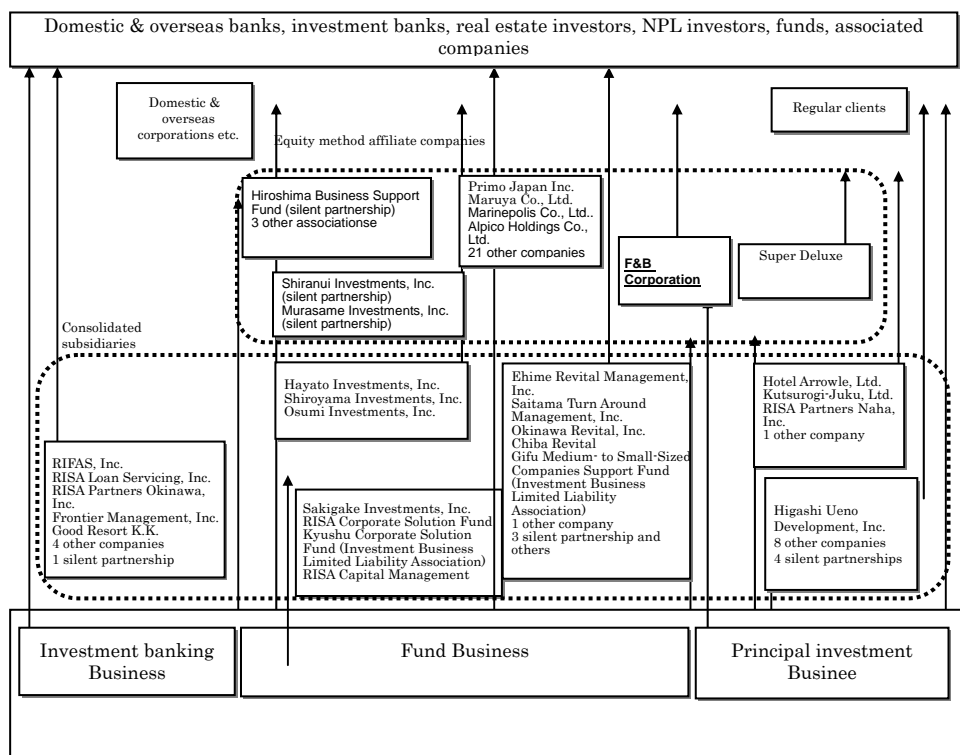 Domestic & overseas banks, investment banks, real estate investors, NPL investors, funds, associated
companies
Domestic &
overseas
corporations etc.
Regular clients
Equity method affiliate companies
Hiroshima Business Support
Fund (silent partnership)
3 other associationse
Primo Japan Inc.
Maruya Co., Ltd.
Marinepolis Co., Ltd..
Alpico Holdings Co.,
Ltd.
21 other companies
F&B
Corporation
Super Deluxe
Shiranui Investments, Inc.
(silent partnership)
Murasame Investments, Inc.
(silent partnership)
Consolidated
subsidiaries
Hayato Investments, Inc.
Shiroyama Investments, Inc.
Osumi Investments, Inc.
Ehime Revital Management,
Inc.
Saitama Turn Around
Management, Inc.
Okinawa Revital, Inc.
Chiba Revital
Gifu Medium- to Small-Sized
Companies Support Fund
(Investment Business
Limited Liability
Association)
1 other company
3 silent partnership and
others
Hotel Arrowle, Ltd.
Kutsurogi-Juku, Ltd.
RISA Partners Naha,
Inc.
1 other company
RIFAS, Inc.
RISA Loan Servicing, Inc.
RISA Partners Okinawa,
Inc.
Frontier Management, Inc.
Good Resort K.K.
4 other companies
1 silent partnership
Sakigake Investments, Inc.
RISA Corporate Solution Fund
Kyushu Corporate Solution
Fund (Investment Business
Limited Liability Association)
RISA Capital Management
Higashi Ueno
Development, Inc.
8 other companies
4 silent partnerships
Investment banking
Business
Fund Business
Principal investment
Businee